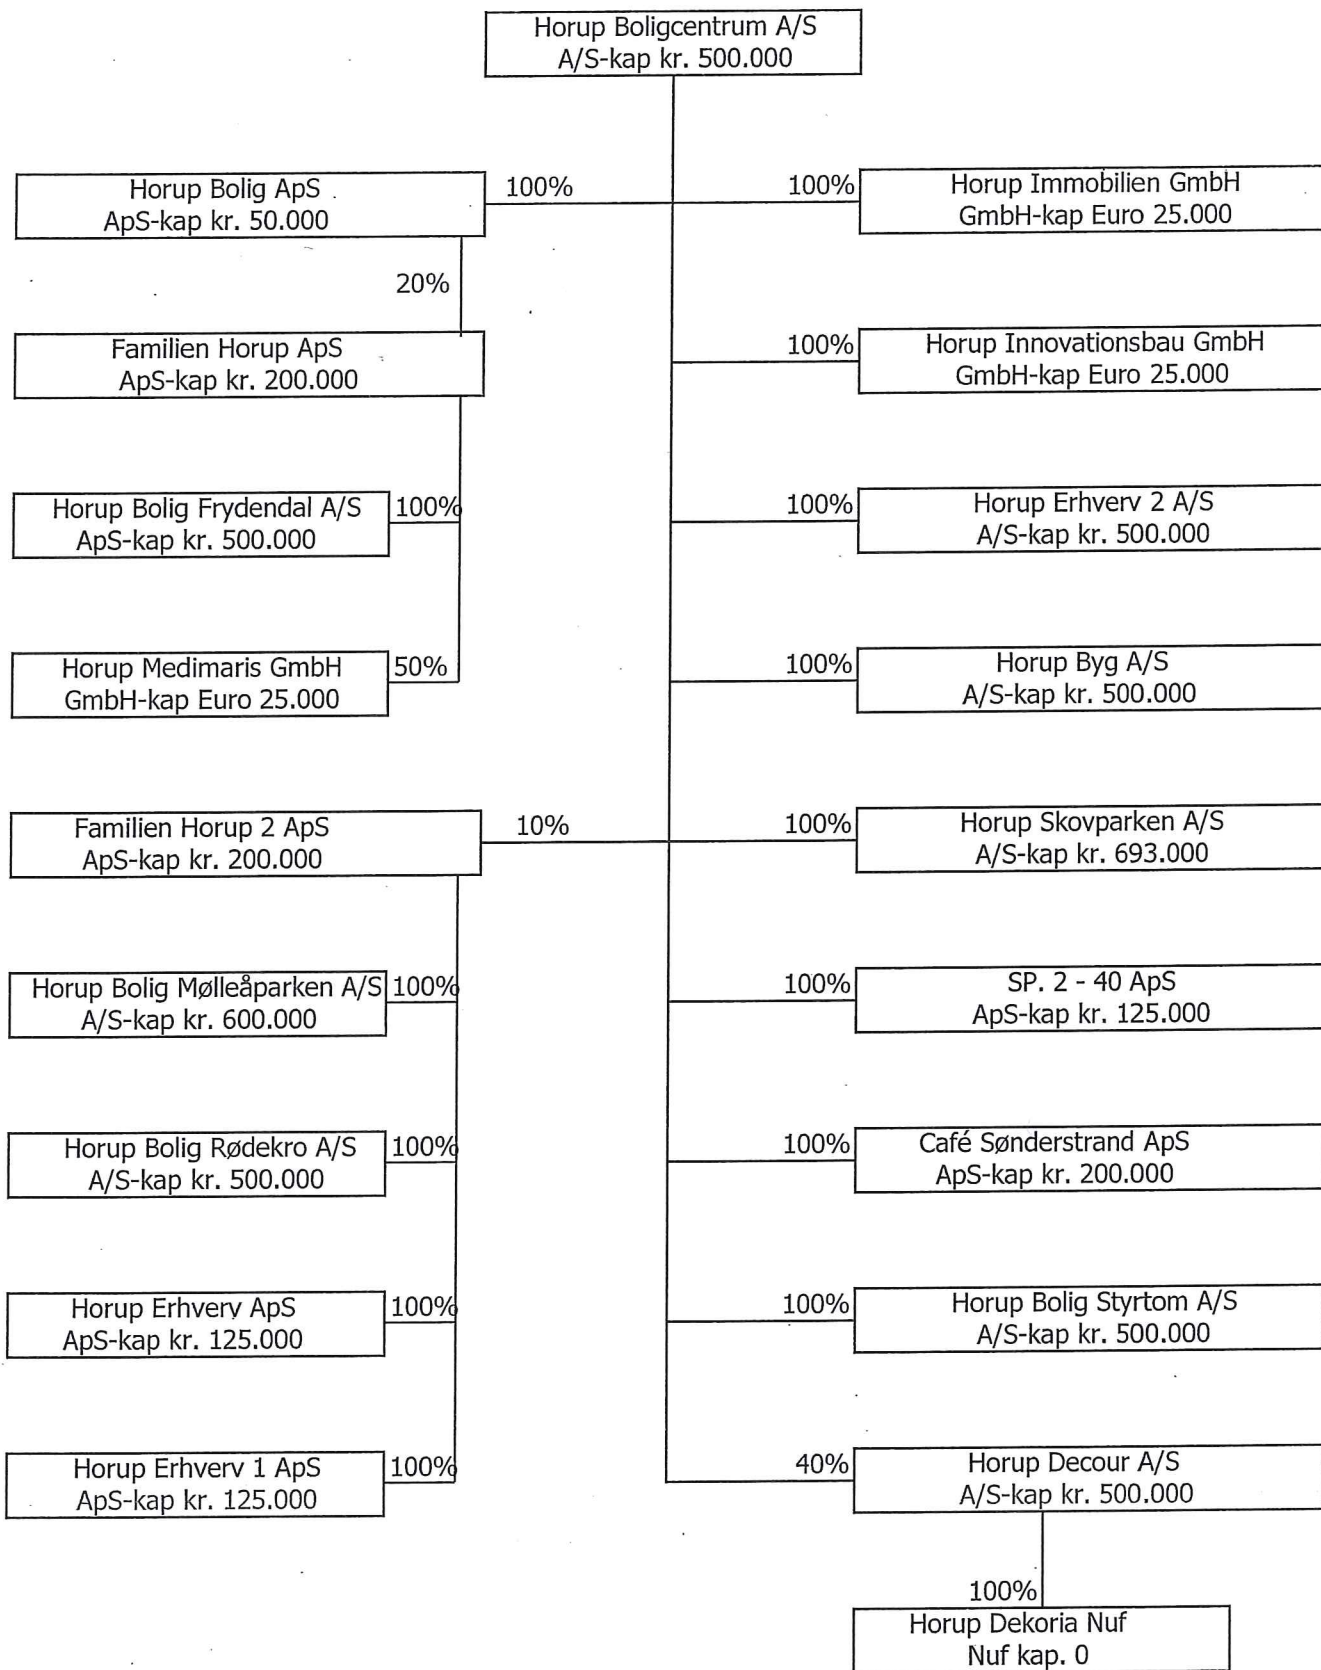 Horup Boligcentrum A/S
A/S-kap kr. 500.000
Horup Bolig ApS
ApS-kap kr. 50.000
100%
100%
Horup Immobilien GmbH
GmbH-kap Euro 25.000
20%
Familien Horup ApS
ApS-kap kr. 200.000
100%
Horup Innovationsbau GmbH
GmbH-kap Euro 25.000
Horup Bolig Frydendal A/S
ApS-kap kr. 500.000
100%
100%
Horup Erhverv 2 A/S
A/S-kap kr. 500.000
Horup Medimaris GmbH
GmbH-kap Euro 25.000
50%
100%
Horup Byg A/S
A/S-kap kr. 500.000
Familien Horup 2 ApS
ApS-kap kr. 200.000
10%
100%
Horup Skovparken A/S
A/S-kap kr. 693.000
Horup Bolig Mølleåparken A/S
A/S-kap kr. 600.000
100%
100%
SP. 2 - 40 ApS
ApS-kap kr. 125.000
Horup Bolig Rødekro A/S
A/S-kap kr. 500.000
100%
100%
Café Sønderstrand ApS
ApS-kap kr. 200.000
Horup Erhverv ApS
ApS-kap kr. 125.000
100%
100%
Horup Bolig Styrtom A/S
A/S-kap kr. 500.000
Horup Erhverv 1 ApS
ApS-kap kr. 125.000
100%
40%
Horup Decour A/S
A/S-kap kr. 500.000
100%
Horup Dekoria Nuf
Nuf kap. 0